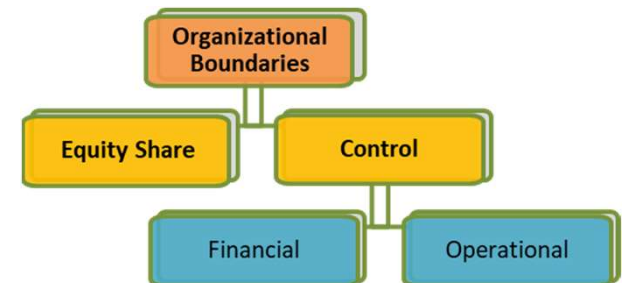 Organizational
Boundaries
Equity Share
Control
Financial
Operational